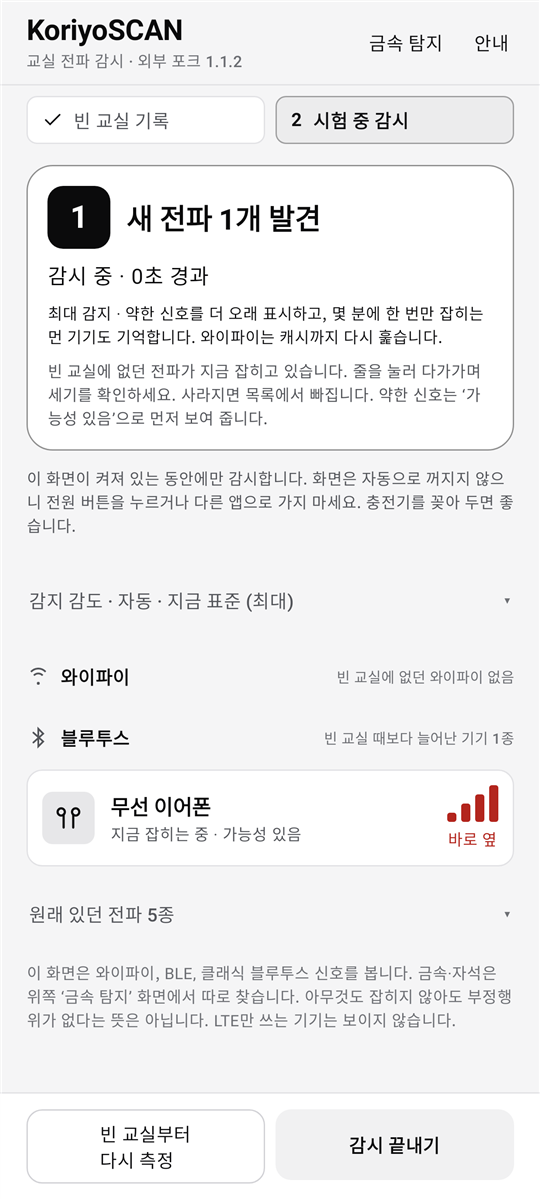 KoriyoSCAN
교실 전파 감시 · 외부 포크 1.1.2
금속 탐지
안내
빈 교실 기록
2 시험 중 감시
1
새 전파 1개 발견
감시 중 · 0초 경과
최대 감지 · 약한 신호를 더 오래 표시하고, 몇 분에 한 번만 잡히는
먼 기기도 기억합니다. 와이파이는 캐시까지 다시 훑습니다.
빈 교실에 없던 전파가 지금 잡히고 있습니다. 줄을 눌러 다가가며
세기를 확인하세요. 사라지면 목록에서 빠집니다. 약한 신호는 ‘가
능성 있음’으로 먼저 보여 줍니다.
이 화면이 켜져 있는 동안에만 감시합니다. 화면은 자동으로 꺼지지 않으
니 전원 버튼을 누르거나 다른 앱으로 가지 마세요. 충전기를 꽂아 두면 좋
습니다.
감지 감도 · 자동 · 지금 표준 (최대)
와이파이
빈 교실에 없던 와이파이 없음
블루투스
빈 교실 때보다 늘어난 기기 1종
무선 이어폰
지금 잡히는 중 · 가능성 있음
바로 옆
원래 있던 전파 5종
이 화면은 와이파이, BLE, 클래식 블루투스 신호를 봅니다. 금속·자석은
위쪽 ‘금속 탐지’ 화면에서 따로 찾습니다. 아무것도 잡히지 않아도 부정행
위가 없다는 뜻은 아닙니다. LTE만 쓰는 기기는 보이지 않습니다.
빈 교실부터
다시 측정
감시 끝내기